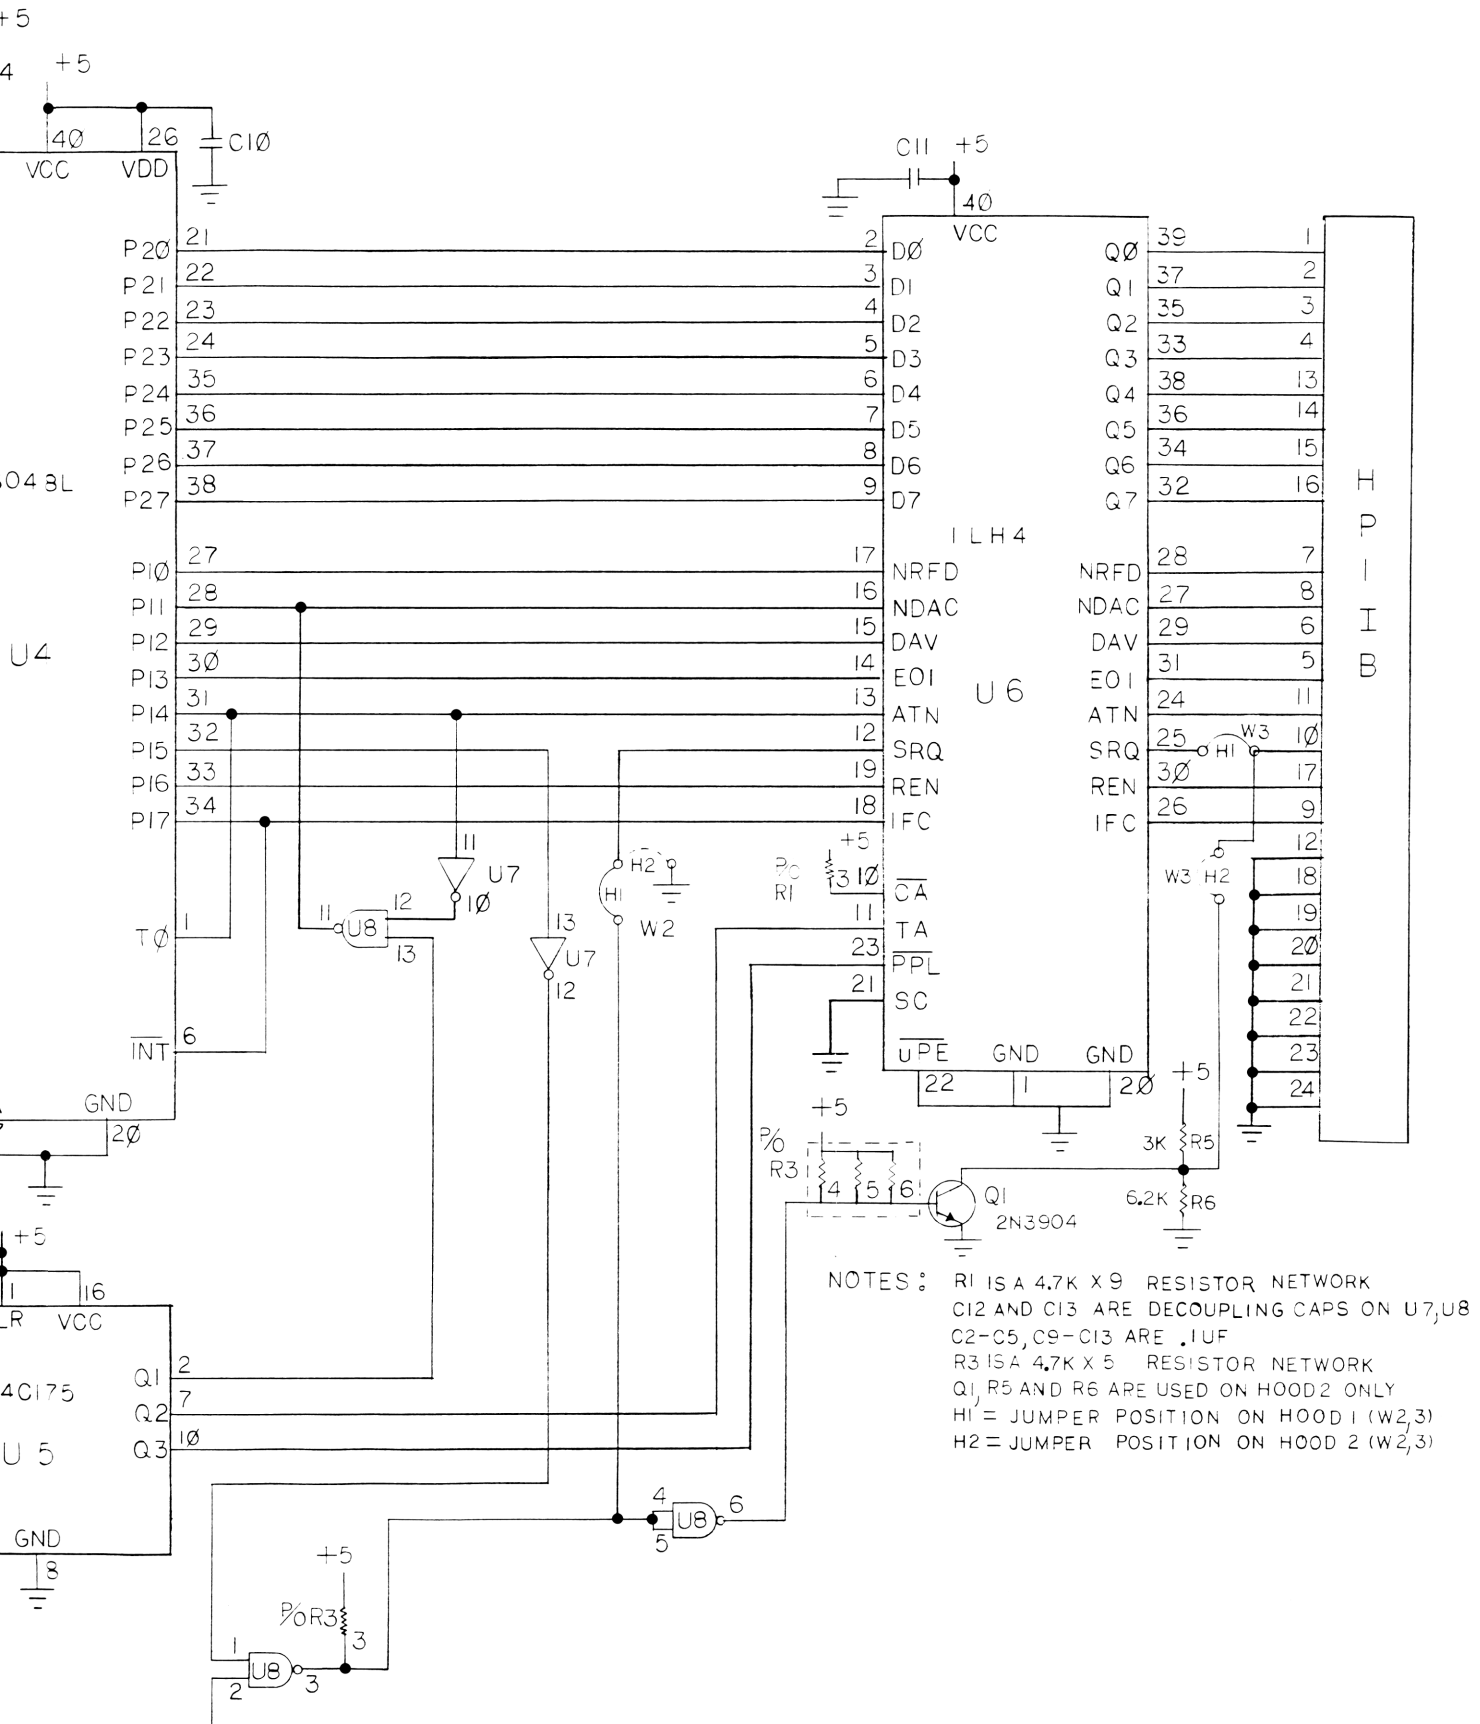 +5
4
+5
40 26 C10
VCC VDD
C11 +5
40
VCC
P20 21 2 D0 Q0 39 1
P21 22 3 D1 Q1 37 2
P22 23 4 D2 Q2 35 3
P23 24 5 D3 Q3 33 4
P24 35 6 D4 Q4 38 13
P25 36 7 D5 Q5 36 14
P26 37 8 D6 Q6 34 15
P27 38 9 D7 Q7 32 16
HPIIB
ILH4
P10 27 17 NRFD NRFD 28 7
P11 28 16 NDAC NDAC 27 8
P12 29 15 DAV DAV 29 6
U4
P13 30 14 EOI EOI 31 5
U6
P14 31 13 ATN ATN 24 11
P15 32 12 SRQ SRQ 25 H1 W3 10
P16 33 19 REN REN 30 17
P17 34 18 IFC IFC 26 9
12
+5
11 U7 10
H2
H1
W2
P/O R1 3 10 CA
W3 H2
18
T0 1
11 U8 12 13
13 U7 12
11 TA
19
23 PPL
20
21 SC
21
22
INT 6
uPE GND GND
22 1 20
23
24
GND
20
+5
+5
3K R5
P/O R3 4 5 6
Q1
2N3904
6.2K R6
+5
1 16
LR VCC
NOTES: R1 IS A 4.7K X 9 RESISTOR NETWORK
C12 AND C13 ARE DECOUPLING CAPS ON U7,U8
C2-C5, C9-C13 ARE .1UF
R3 IS A 4.7K X 5 RESISTOR NETWORK
Q1, R5 AND R6 ARE USED ON HOOD2 ONLY
H1 = JUMPER POSITION ON HOOD 1 (W2,3)
H2 = JUMPER POSITION ON HOOD 2 (W2,3)
Q1 2
4C175
Q2 7
Q3 10
U5
GND
8
4 5 U8 6
+5
P/O R3
3
1 2 U8 3